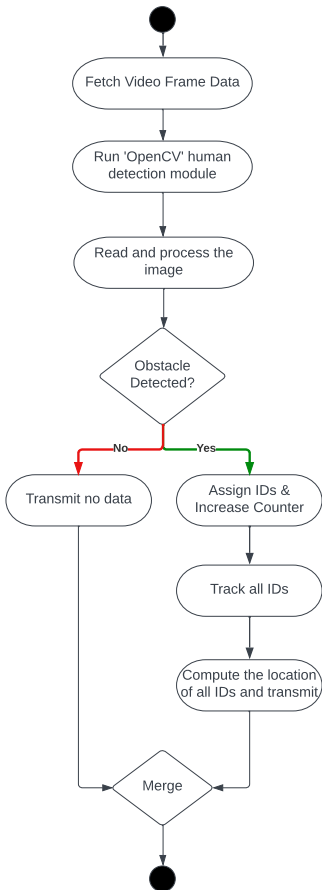 Fetch Video Frame Data
Run 'OpenCV' human
detection module
Read and process the
image
Obstacle
Detected?
No
Yes
Transmit no data
Assign IDs &
Increase Counter
Track all IDs
Compute the location
of all IDs and transmit
Merge